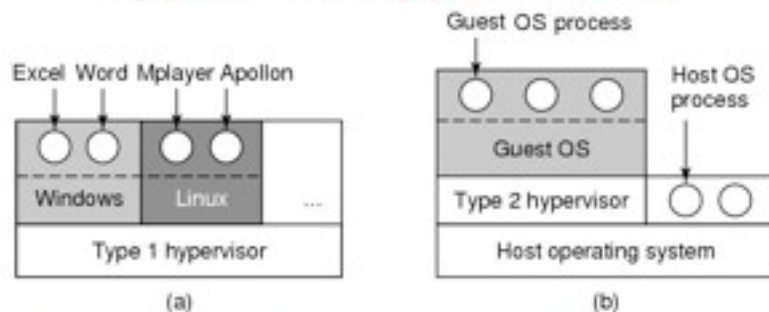 Excel Word Mplayer Apollon
Windows
Linux
...
Type 1 hypervisor
(a)
Guest OS process
Host OS
process
Guest OS
Type 2 hypervisor
Host operating system
(b)